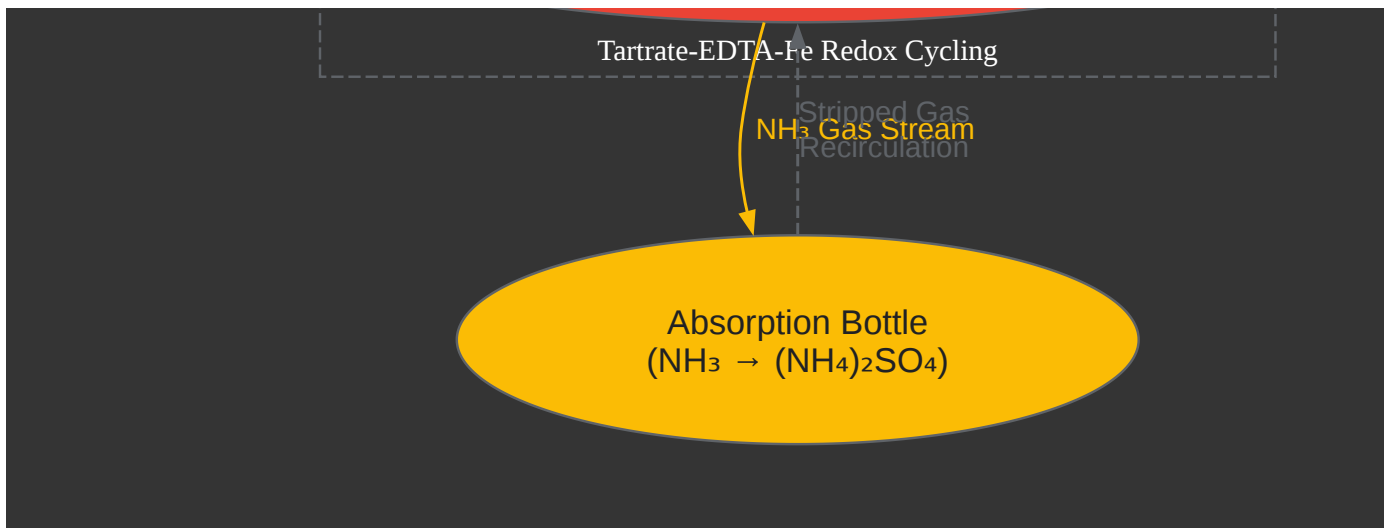 Tartrate-EDTA-Fe Redox Cycling
Stripped Gas
NH₃ Gas Stream
Recirculation
Absorption Bottle
(NH₃ → (NH₄)₂SO₄)